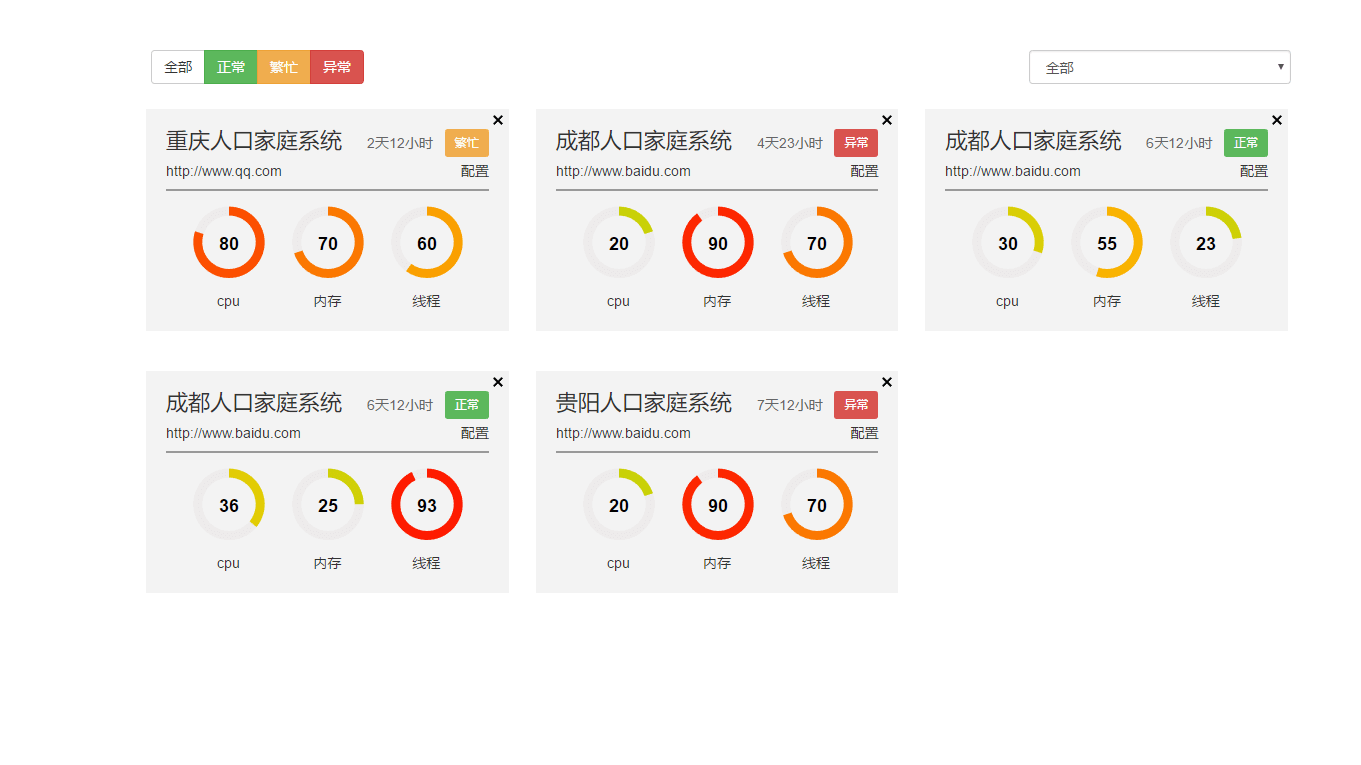 全部 正常 繁忙 异常 全部
重庆人口家庭系统 2天12小时 繁忙
http://www.qq.com 配置
80 70 60
cpu 内存 线程
成都人口家庭系统 4天23小时 异常
http://www.baidu.com 配置
20 90 70
cpu 内存 线程
成都人口家庭系统 6天12小时 正常
http://www.baidu.com 配置
30 55 23
cpu 内存 线程
成都人口家庭系统 6天12小时 正常
http://www.baidu.com 配置
36 25 93
cpu 内存 线程
贵阳人口家庭系统 7天12小时 异常
http://www.baidu.com 配置
20 90 70
cpu 内存 线程